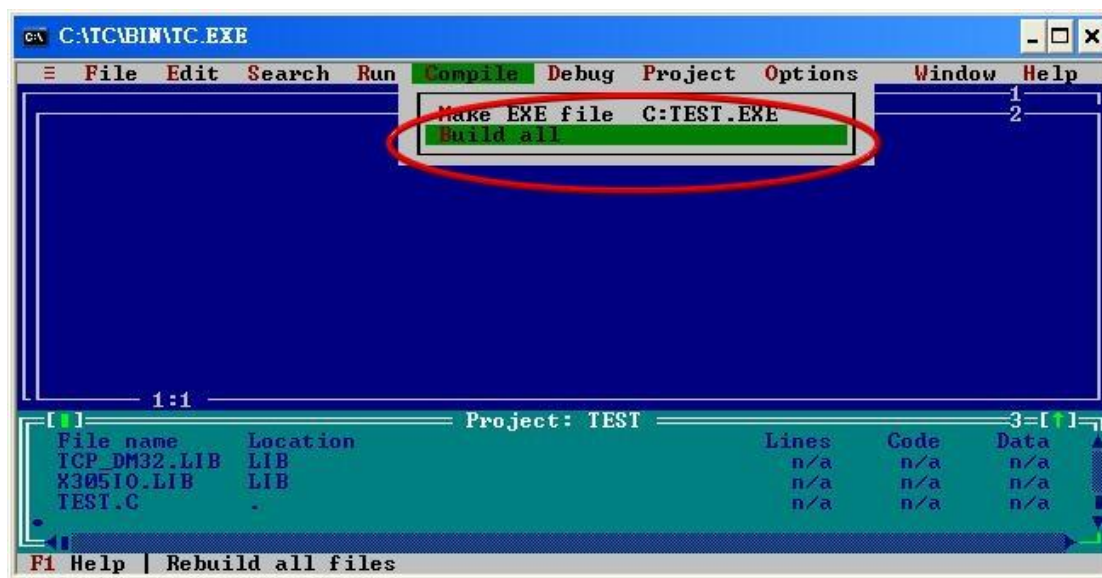 C:\TC\BIN\TC.EXE
≡ File Edit Search Run Compile Debug Project Options Window Help
1
Make EXE file C:TEST.EXE
2
Build all
1:1
[▮] Project: TEST 3=[↑]
File name Location Lines Code Data
TCP_DM32.LIB LIB n/a n/a n/a
X305IO.LIB LIB n/a n/a n/a
TEST.C . n/a n/a n/a
F1 Help | Rebuild all files